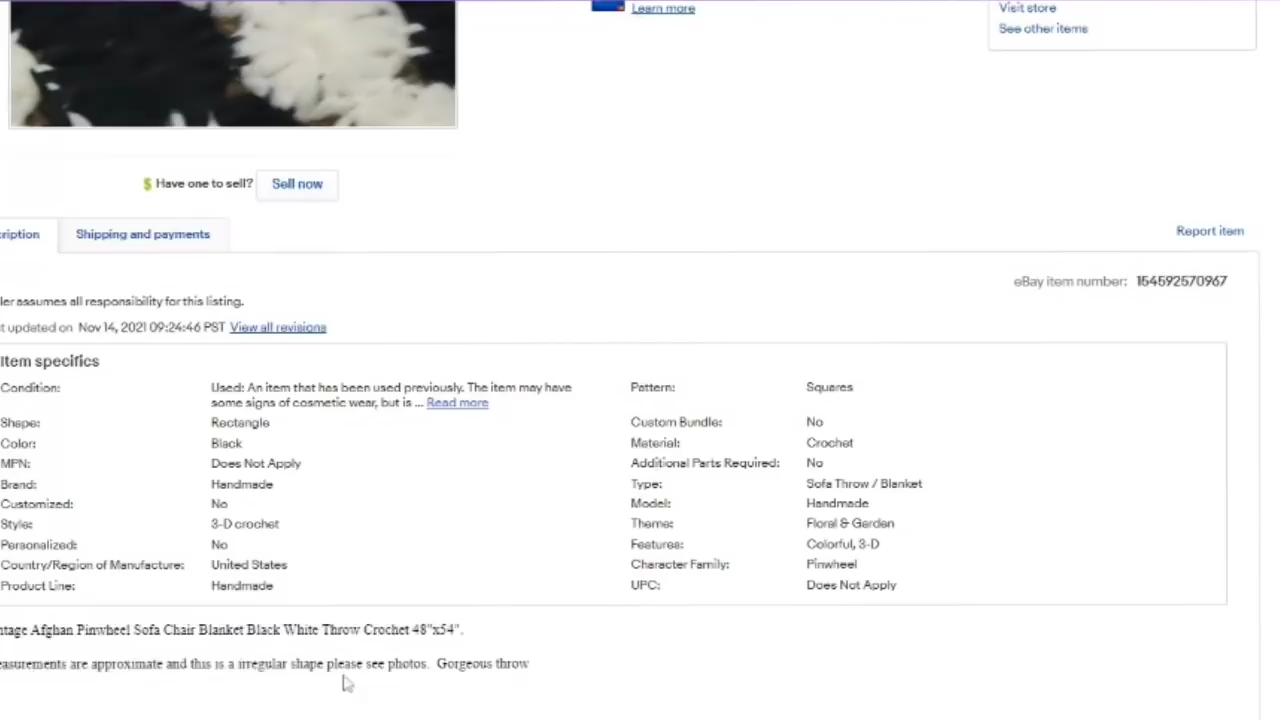 Learn more
Visit store
See other items
$ Have one to sell? Sell now
cription
Shipping and payments
Report item
eBay item number: 154592570967
ler assumes all responsibility for this listing.
t updated on Nov 14, 2021 09:24:46 PST View all revisions
Item specifics
Condition: Used: An item that has been used previously. The item may have
some signs of cosmetic wear, but is ... Read more
Pattern: Squares
Shape: Rectangle
Custom Bundle: No
Color: Black
Material: Crochet
MPN: Does Not Apply
Additional Parts Required: No
Brand: Handmade
Type: Sofa Throw / Blanket
Customized: No
Model: Handmade
Style: 3-D crochet
Theme: Floral & Garden
Personalized: No
Features: Colorful, 3-D
Country/Region of Manufacture: United States
Character Family: Pinwheel
Product Line: Handmade
UPC: Does Not Apply
ntage Afghan Pinwheel Sofa Chair Blanket Black White Throw Crochet 48"x54".
easurements are approximate and this is a irregular shape please see photos. Gorgeous throw